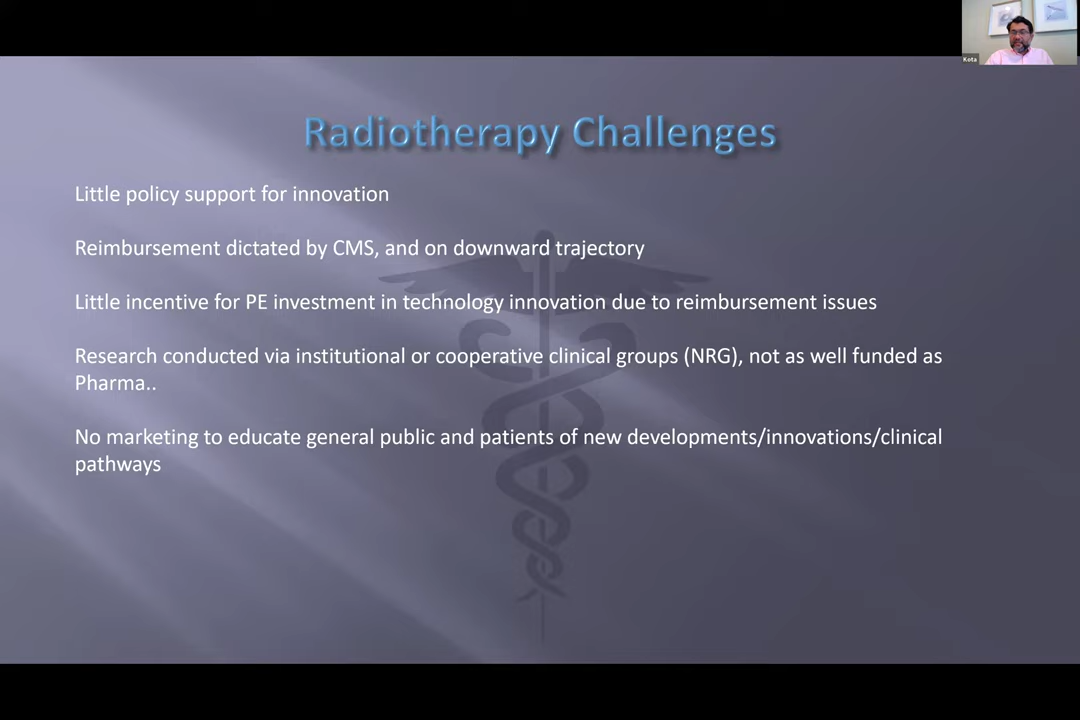 Kota
Radiotherapy Challenges
Little policy support for innovation
Reimbursement dictated by CMS, and on downward trajectory
Little incentive for PE investment in technology innovation due to reimbursement issues
Research conducted via institutional or cooperative clinical groups (NRG), not as well funded as
Pharma..
No marketing to educate general public and patients of new developments/innovations/clinical
pathways